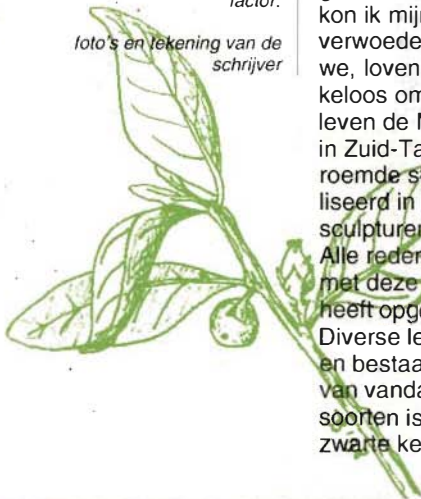 factor.
foto's en tekening van de
schrijver
kon ik mijn
verwoede
we, loven
keloos om
leven de M
in Zuid-Ta
roemde s
liseerd in
sculpturen
Alle reden
met deze
heeft opge
Diverse le
en bestaa
van vanda
soorten is
zwarte ke